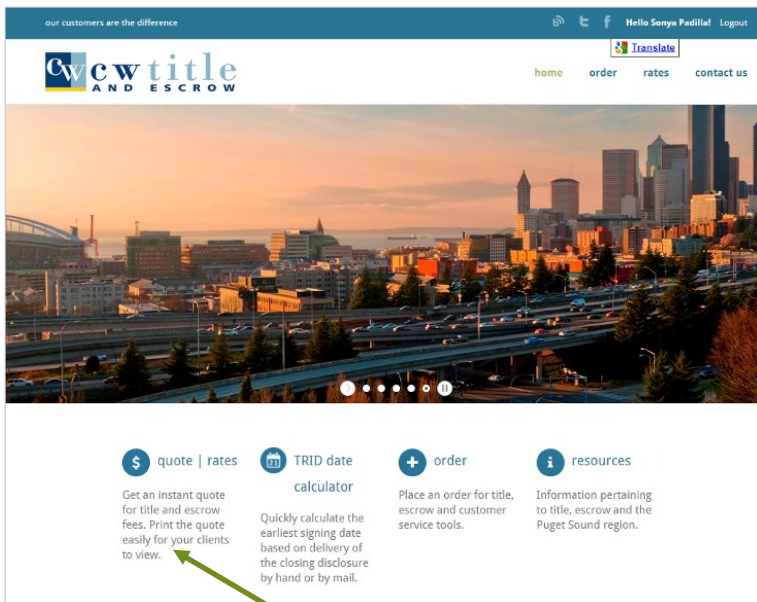 our customers are the difference
Hello Sonya Padilla! Logout
Translate
cw cw title
AND ESCROW
home order rates contact us
$ quote | rates
Get an instant quote
for title and escrow
fees. Print the quote
easily for your clients
to view.
21 TRID date
calculator
Quickly calculate the
earliest signing date
based on delivery of
the closing disclosure
by hand or by mail.
order
Place an order for title,
escrow and customer
service tools.
i resources
Information pertaining
to title, escrow and the
Puget Sound region.